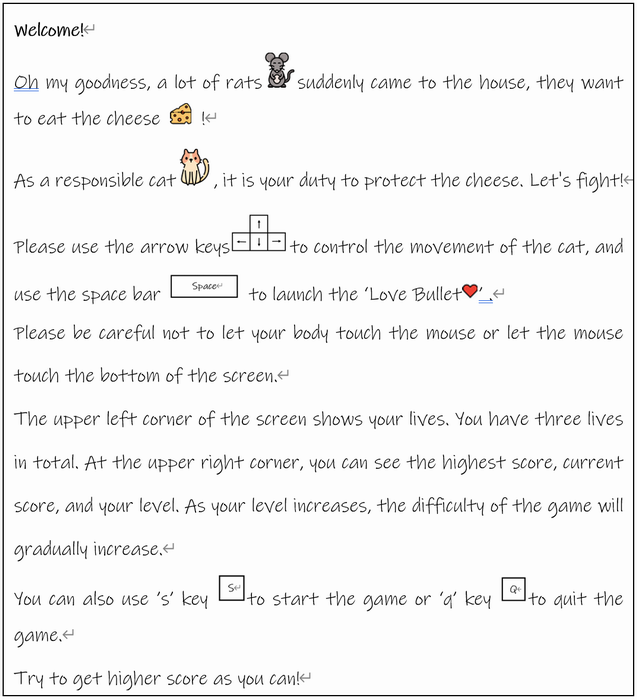 Welcome!↵
Oh my goodness, a lot of rats suddenly came to the house, they want
to eat the cheese !↵
As a responsible cat, it is your duty to protect the cheese. Let's fight!↵
Please use the arrow keys ↑ ← ↓ → to control the movement of the cat, and
use the space bar Space↵ to launch the ‘Love Bullet❤’.↵
Please be careful not to let your body touch the mouse or let the mouse
touch the bottom of the screen.↵
The upper left corner of the screen shows your lives. You have three lives
in total. At the upper right corner, you can see the highest score, current
score, and your level. As your level increases, the difficulty of the game will
gradually increase.↵
You can also use ‘s’ key S↵ to start the game or ‘q’ key Q↵ to quit the
game.↵
Try to get higher score as you can!↵